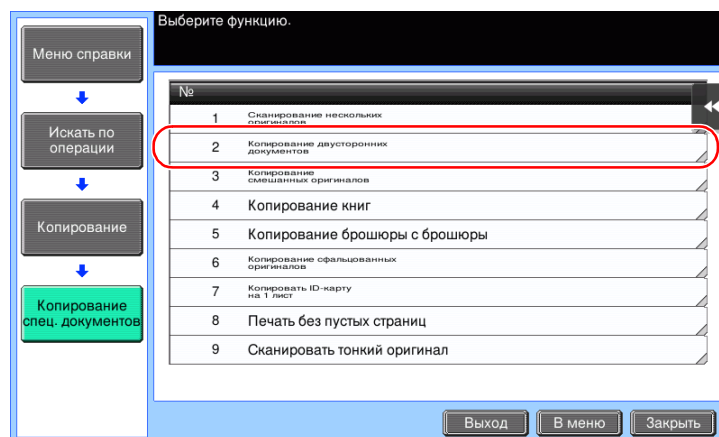 Выберите функцию.
Меню справки
Искать по
операции
Копирование
Копирование
спец. документов
№
1 Сканирование нескольких
оригиналов
2 Копирование двусторонних
документов
3 Копирование
смешанных оригиналов
4 Копирование книг
5 Копирование брошюры с брошюры
6 Копирование сфальцованных
оригиналов
7 Копировать ID-карту
на 1 лист
8 Печать без пустых страниц
9 Сканировать тонкий оригинал
Выход
В меню
Закрыть